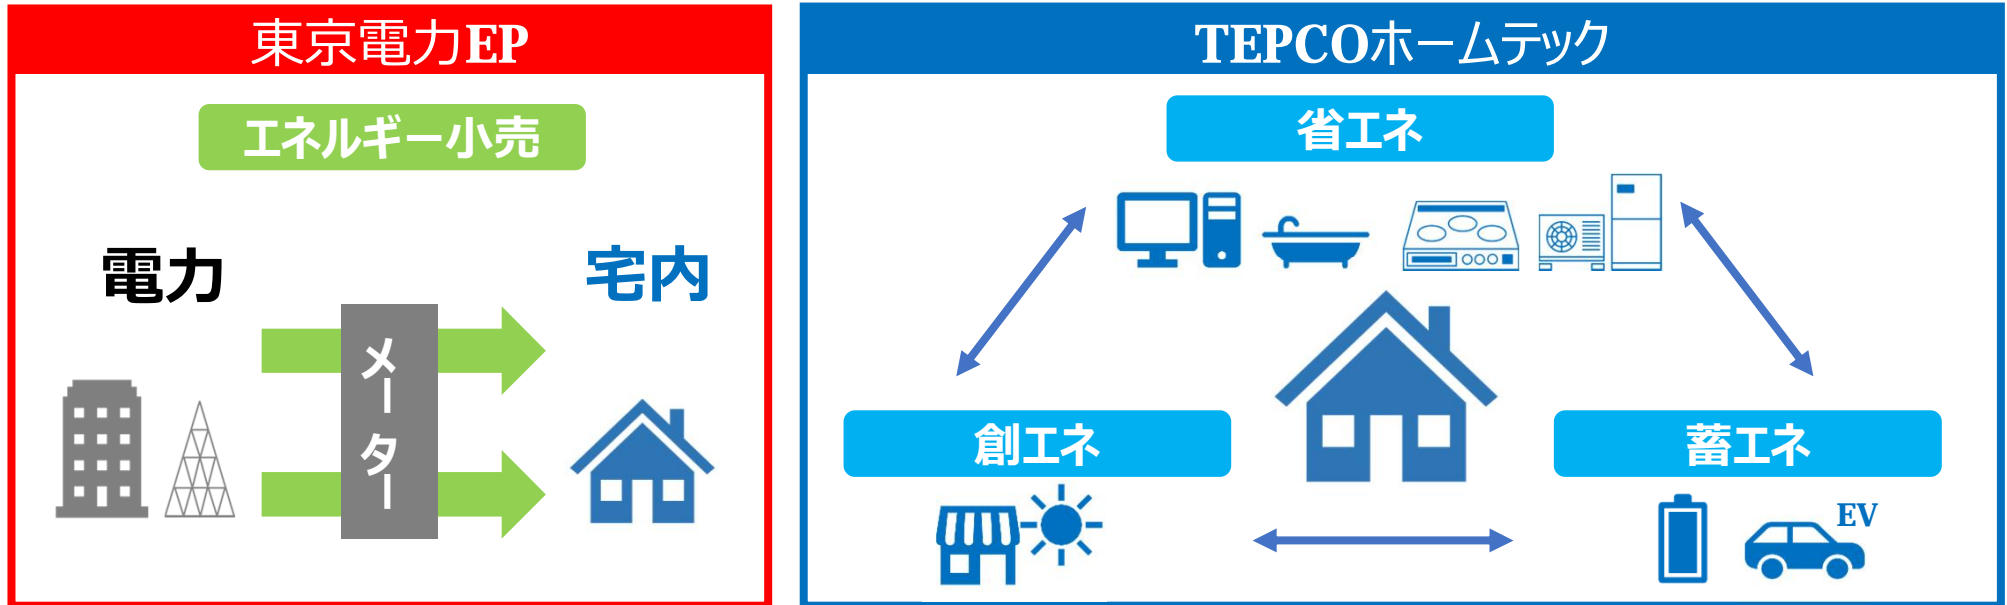 東京電力EP
エネルギー小売
電力
宅内
メーター
TEPCOホームテック
省エネ
創エネ
蓄エネ
EV